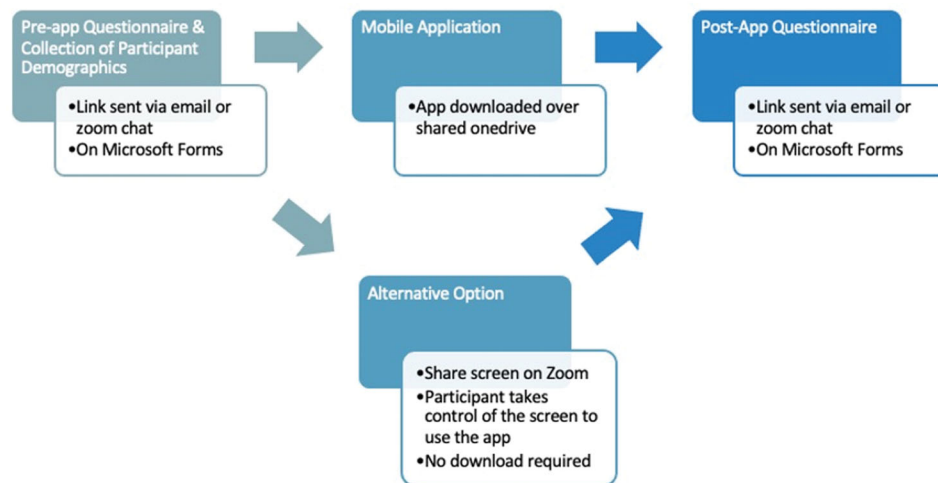 Pre-app Questionnaire &
Collection of Participant
Demographics
•Link sent via email or
zoom chat
•On Microsoft Forms
Mobile Application
•App downloaded over
shared onedrive
Post-App Questionnaire
•Link sent via email or
zoom chat
•On Microsoft Forms
Alternative Option
•Share screen on Zoom
•Participant takes
control of the screen to
use the app
•No download required